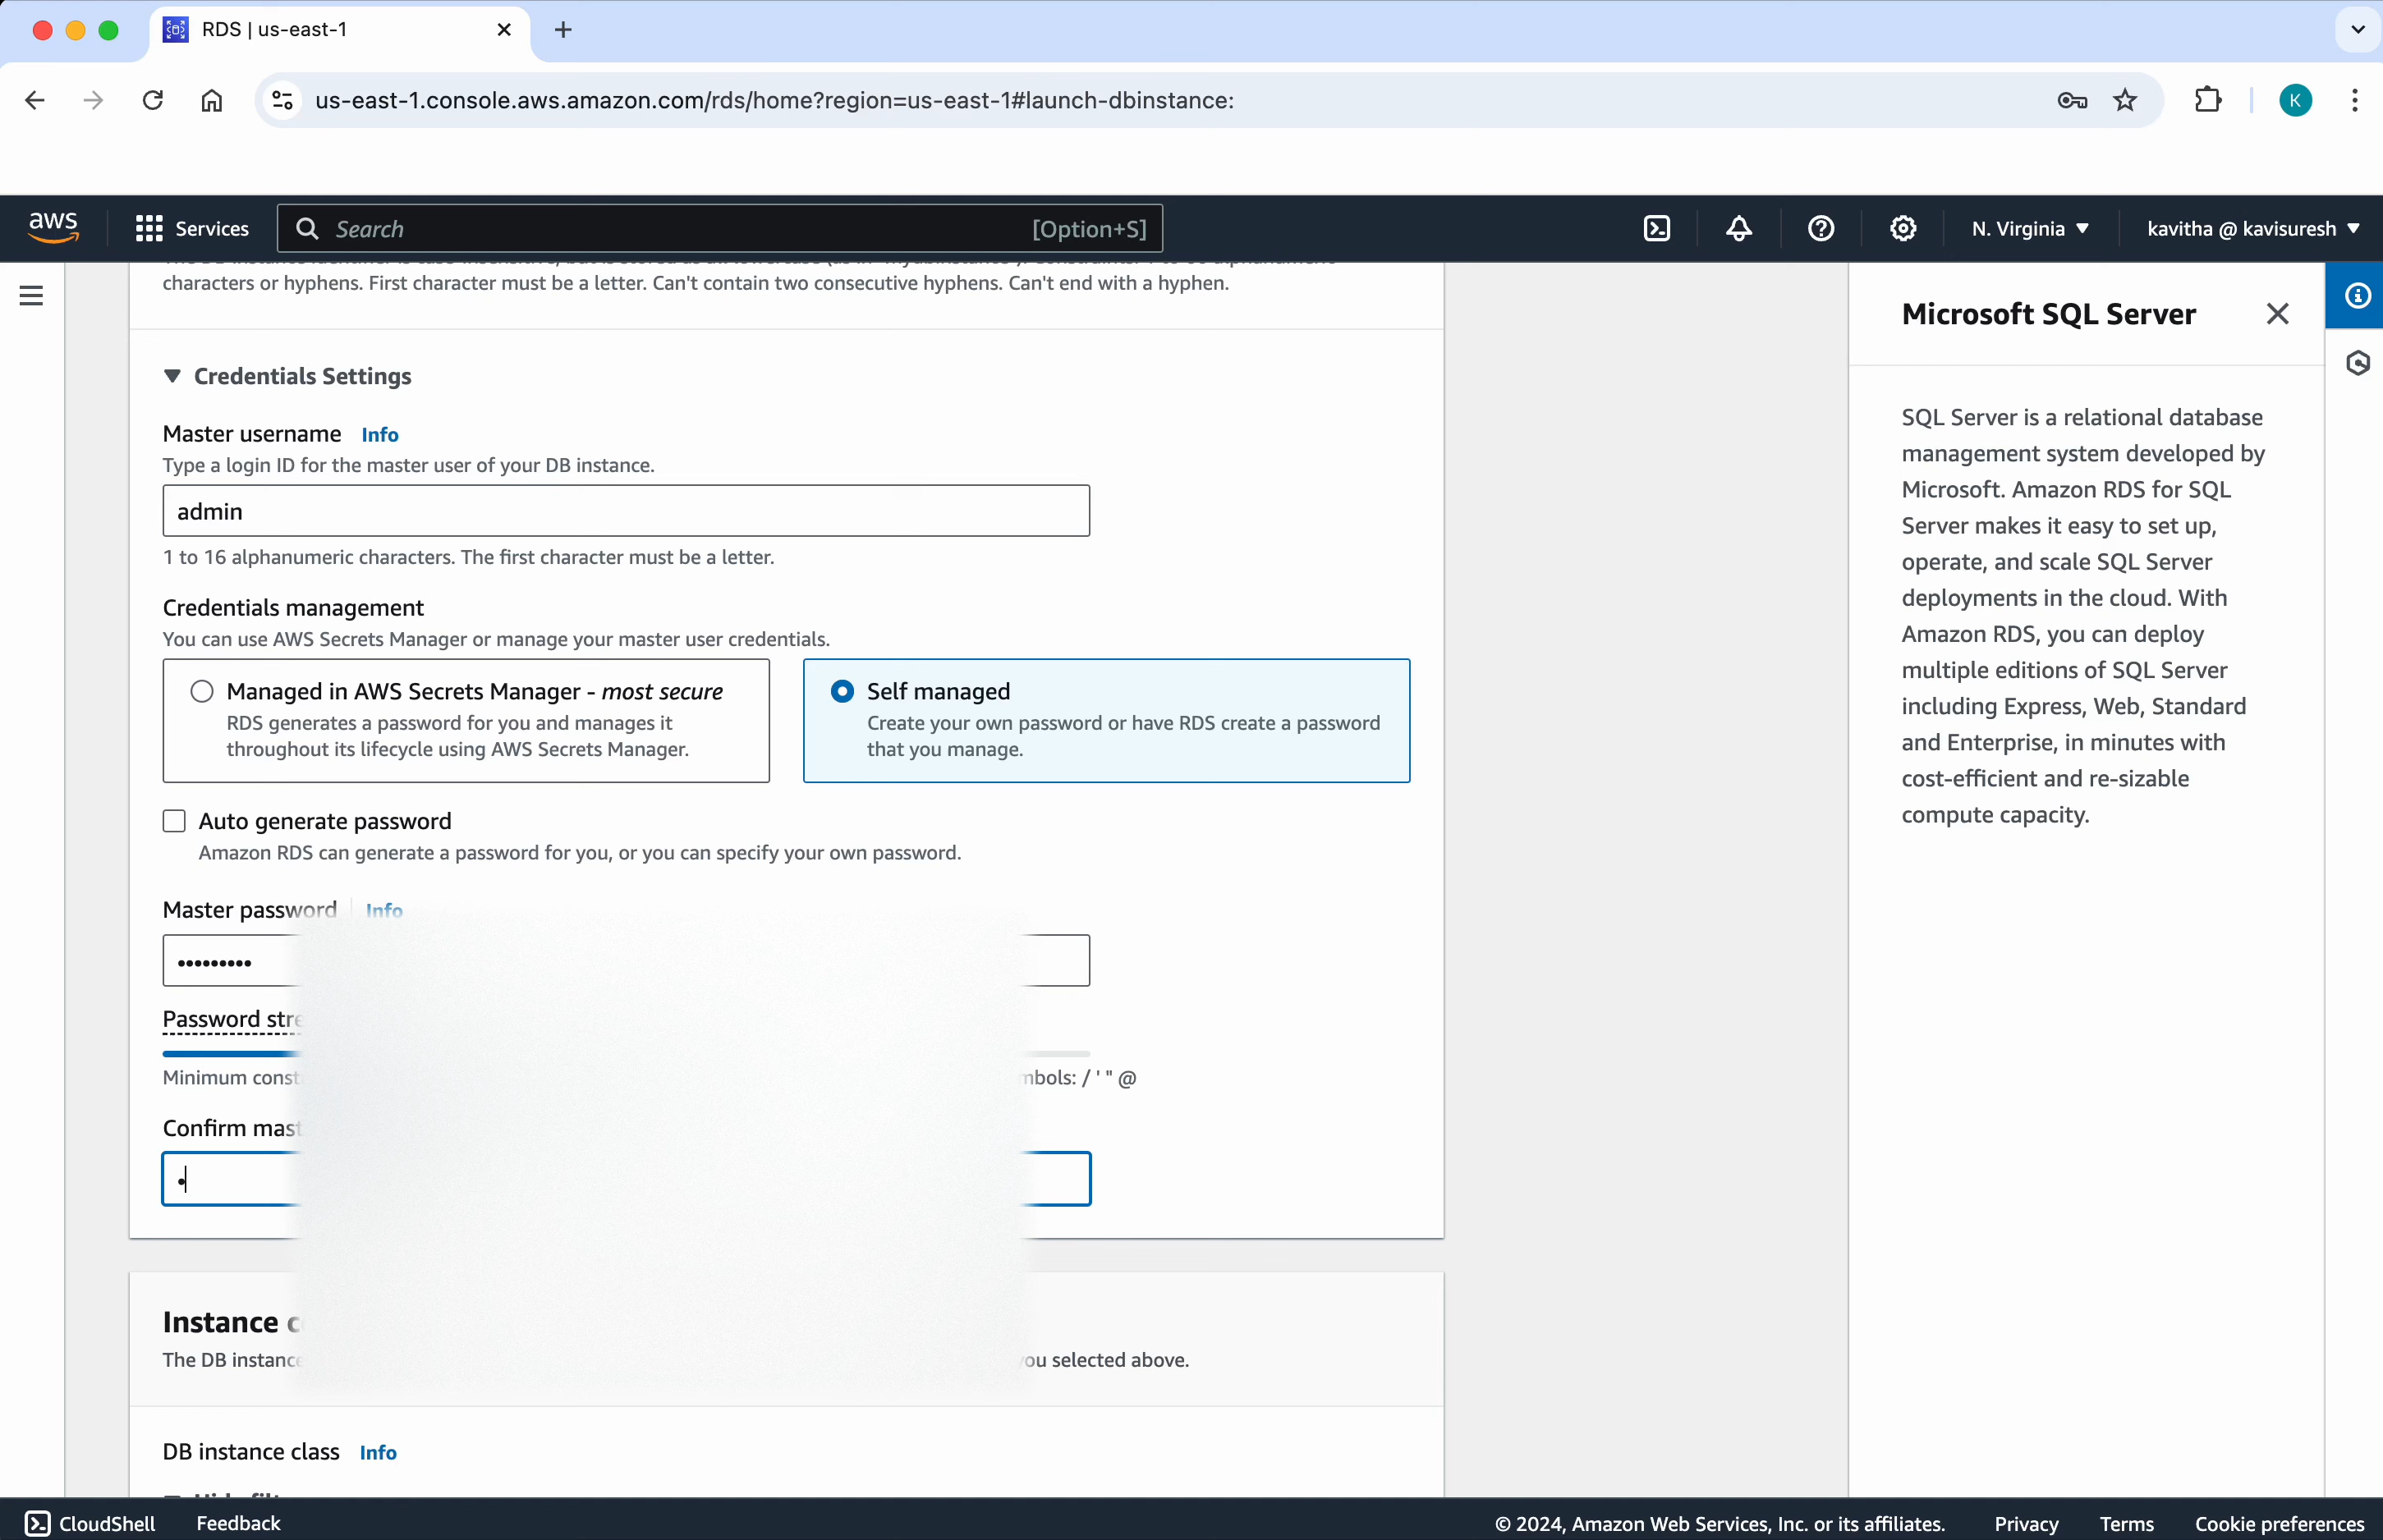 RDS | us-east-1
us-east-1.console.aws.amazon.com/rds/home?region=us-east-1#launch-dbinstance:
K
aws
Services
Search
[Option+S]
N. Virginia
kavitha @ kavisuresh
characters or hyphens. First character must be a letter. Can't contain two consecutive hyphens. Can't end with a hyphen.
Credentials Settings
Master username Info
Type a login ID for the master user of your DB instance.
admin
1 to 16 alphanumeric characters. The first character must be a letter.
Credentials management
You can use AWS Secrets Manager or manage your master user credentials.
Managed in AWS Secrets Manager - most secure
RDS generates a password for you and manages it
throughout its lifecycle using AWS Secrets Manager.
Self managed
Create your own password or have RDS create a password
that you manage.
Auto generate password
Amazon RDS can generate a password for you, or you can specify your own password.
Master password Info
•••••••••
Password
Minimum / ' " @
Confirm
•
Instance
The DB selected above.
DB instance class Info
Microsoft SQL Server
SQL Server is a relational database
management system developed by
Microsoft. Amazon RDS for SQL
Server makes it easy to set up,
operate, and scale SQL Server
deployments in the cloud. With
Amazon RDS, you can deploy
multiple editions of SQL Server
including Express, Web, Standard
and Enterprise, in minutes with
cost-efficient and re-sizable
compute capacity.
CloudShell
Feedback
© 2024, Amazon Web Services, Inc. or its affiliates.
Privacy
Terms
Cookie preferences